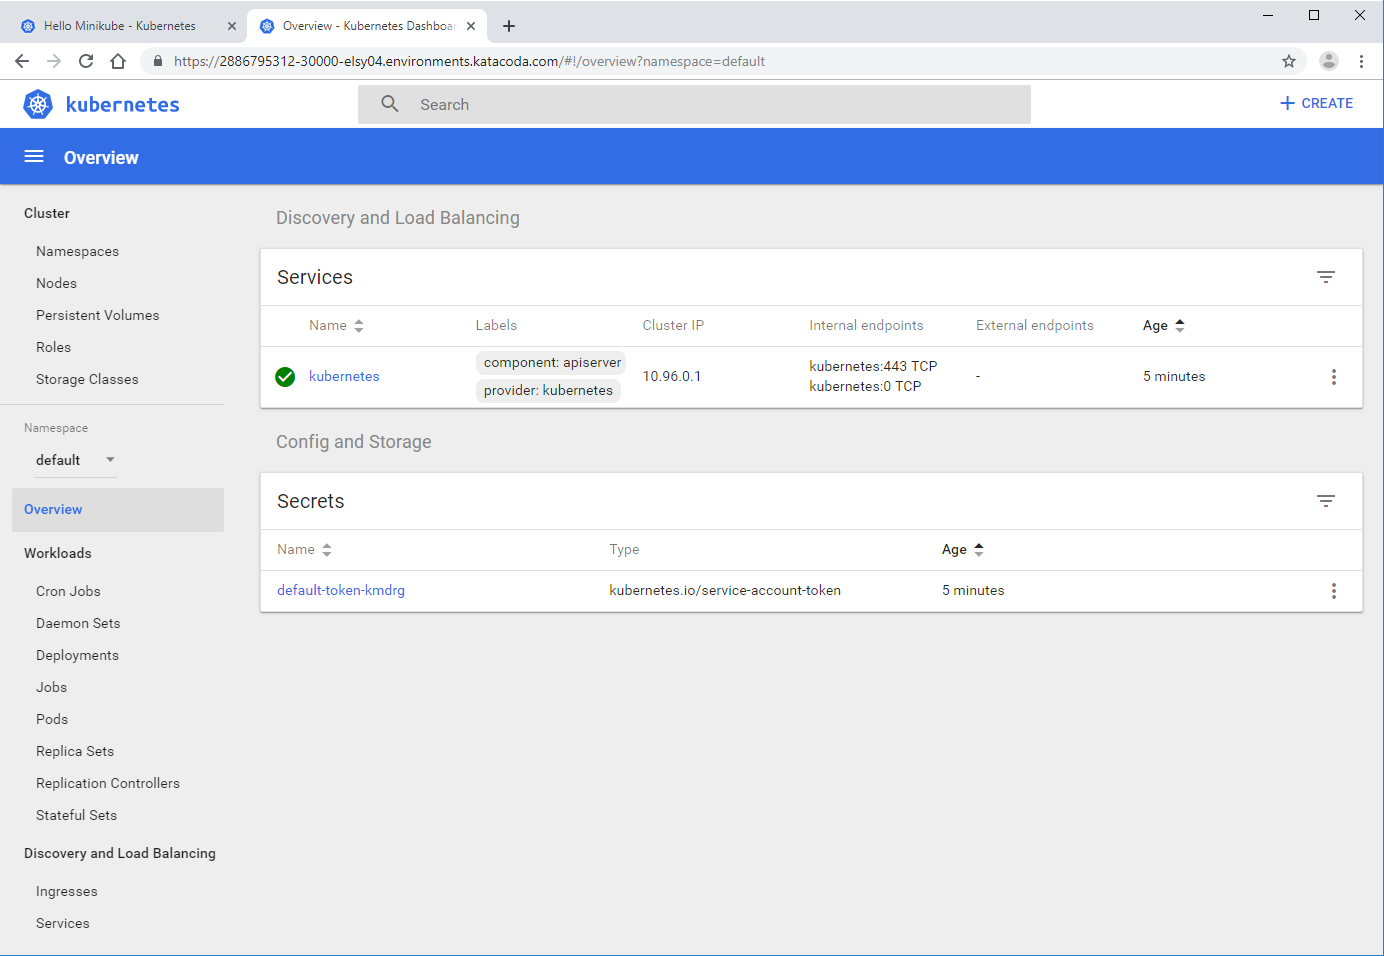 Hello Minikube - Kubernetes
Overview - Kubernetes Dashboar
https://2886795312-30000-elsy04.environments.katacoda.com/#!/overview?namespace=default
kubernetes
Search
+ CREATE
Overview
Cluster
Namespaces
Nodes
Persistent Volumes
Roles
Storage Classes
Namespace
default
Overview
Workloads
Cron Jobs
Daemon Sets
Deployments
Jobs
Pods
Replica Sets
Replication Controllers
Stateful Sets
Discovery and Load Balancing
Ingresses
Services
Discovery and Load Balancing
Services
Name Labels Cluster IP Internal endpoints External endpoints Age
kubernetes
component: apiserver
provider: kubernetes
10.96.0.1
kubernetes:443 TCP
kubernetes:0 TCP
-
5 minutes
Config and Storage
Secrets
Name Type Age
default-token-kmdrg kubernetes.io/service-account-token 5 minutes